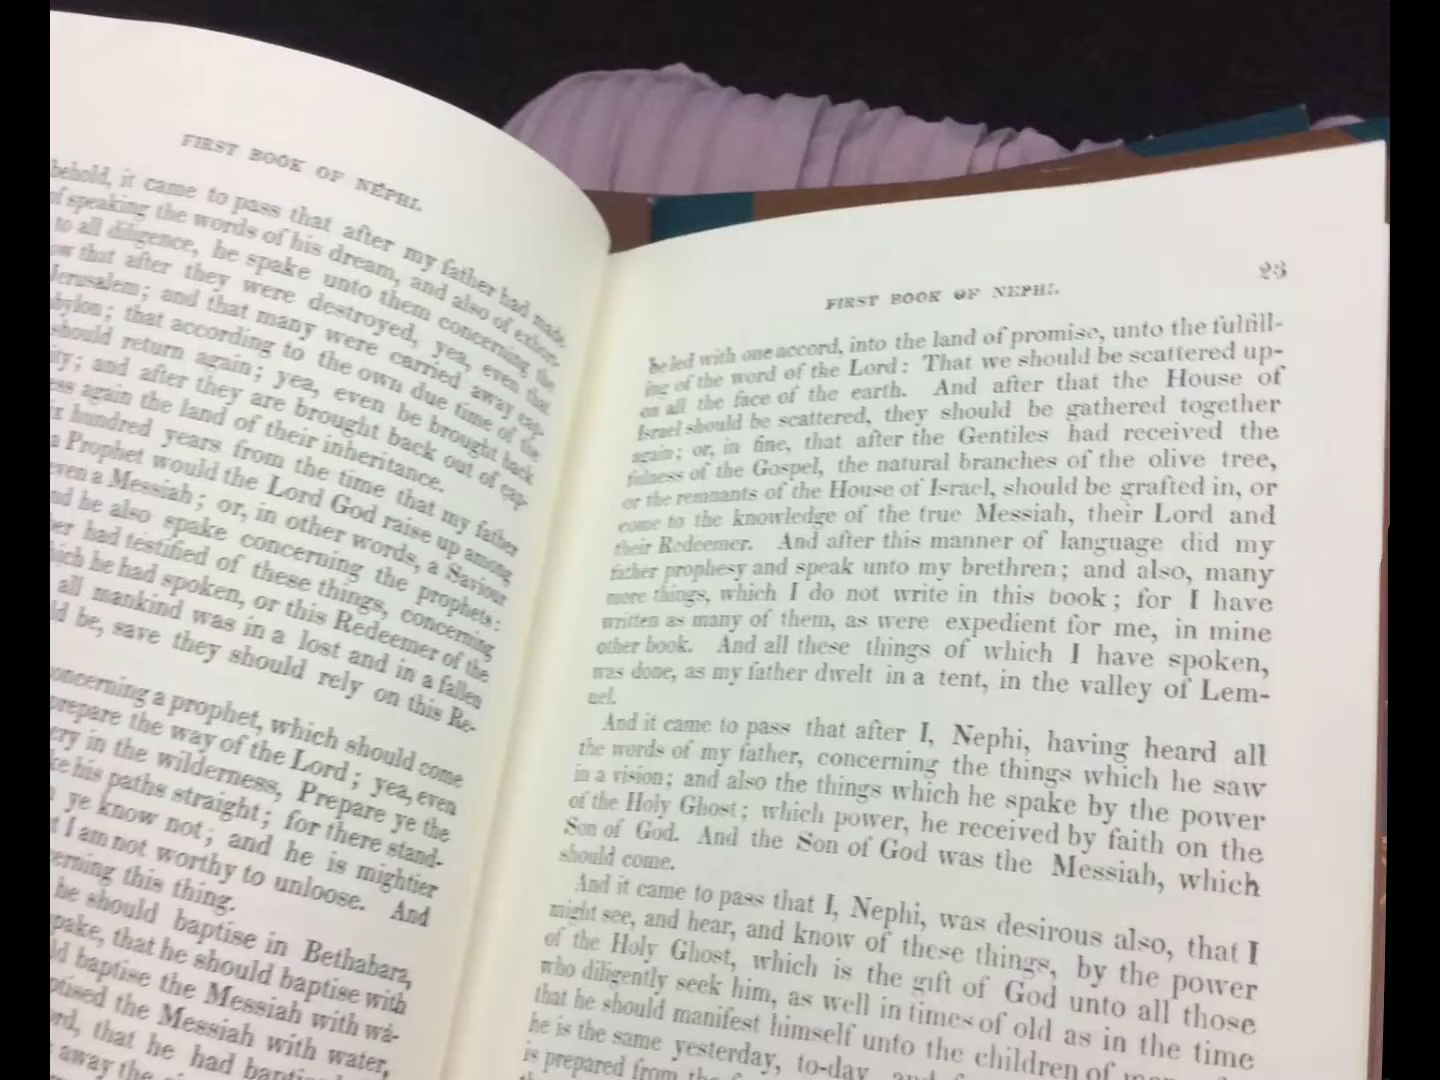 FIRST BOOK OF NEPHI.
behold, it came to pass that after my father had made
of speaking the words of his dream, and also of exhort-
to all diligence, he spake unto them concerning the
that after they were destroyed, yea, even that
Jerusalem; and that many were carried away cap-
that according to the own due time of the
should return again; yea, even be brought back
and after they are brought back out of cap-
again the land of their inheritance.
hundred years from the time that my father
a Prophet would the Lord God raise up among
even a Messiah; or, in other words, a Saviour
he also spake concerning the prophets:
had testified of these things, concerning
he had spoken, or this Redeemer of the
all mankind was in a lost and in a fallen
be, save they should rely on this Re-
concerning a prophet, which should come
prepare the way of the Lord; yea, even
in the wilderness, Prepare ye the
his paths straight; for there stand-
ye know not; and he is mightier
I am not worthy to unloose. And
this thing.
he should baptise in Bethabara,
that he should baptise with
baptise the Messiah with wa-
the Messiah with water,
that he had
away the
23
FIRST BOOK OF NEPHI.
be led with one accord, into the land of promise, unto the fulfill-
ing of the word of the Lord: That we should be scattered up-
on all the face of the earth. And after that the House of
Israel should be scattered, they should be gathered together
again; or, in fine, that after the Gentiles had received the
fulness of the Gospel, the natural branches of the olive tree,
or the remnants of the House of Israel, should be grafted in, or
come to the knowledge of the true Messiah, their Lord and
their Redeemer. And after this manner of language did my
father prophesy and speak unto my brethren; and also, many
more things, which I do not write in this book; for I have
written as many of them, as were expedient for me, in mine
other book. And all these things of which I have spoken,
was done, as my father dwelt in a tent, in the valley of Lem-
uel.
And it came to pass that after I, Nephi, having heard all
the words of my father, concerning the things which he saw
in a vision; and also the things which he spake by the power
of the Holy Ghost; which power, he received by faith on the
Son of God. And the Son of God was the Messiah, which
should come.
And it came to pass that I, Nephi, was desirous also, that I
might see, and hear, and know of these things, by the power
of the Holy Ghost, which is the gift of God unto all those
who diligently seek him, as well in times of old as in the time
that he should manifest himself unto the children of
he is the same yesterday, to-day, and
is prepared from the